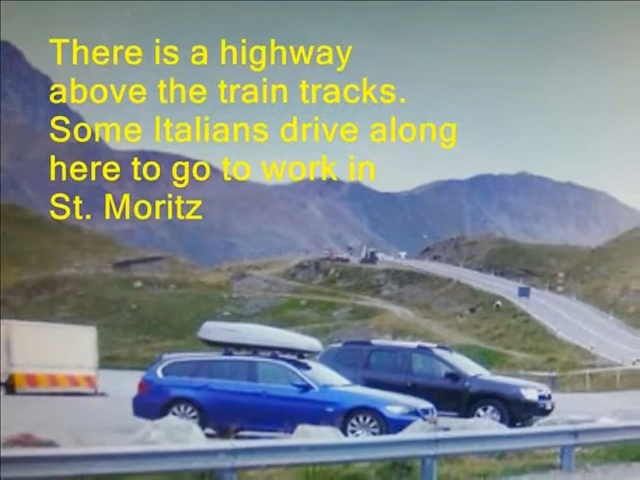 There is a highway
above the train tracks.
Some Italians drive along
here to go to work in
St. Moritz